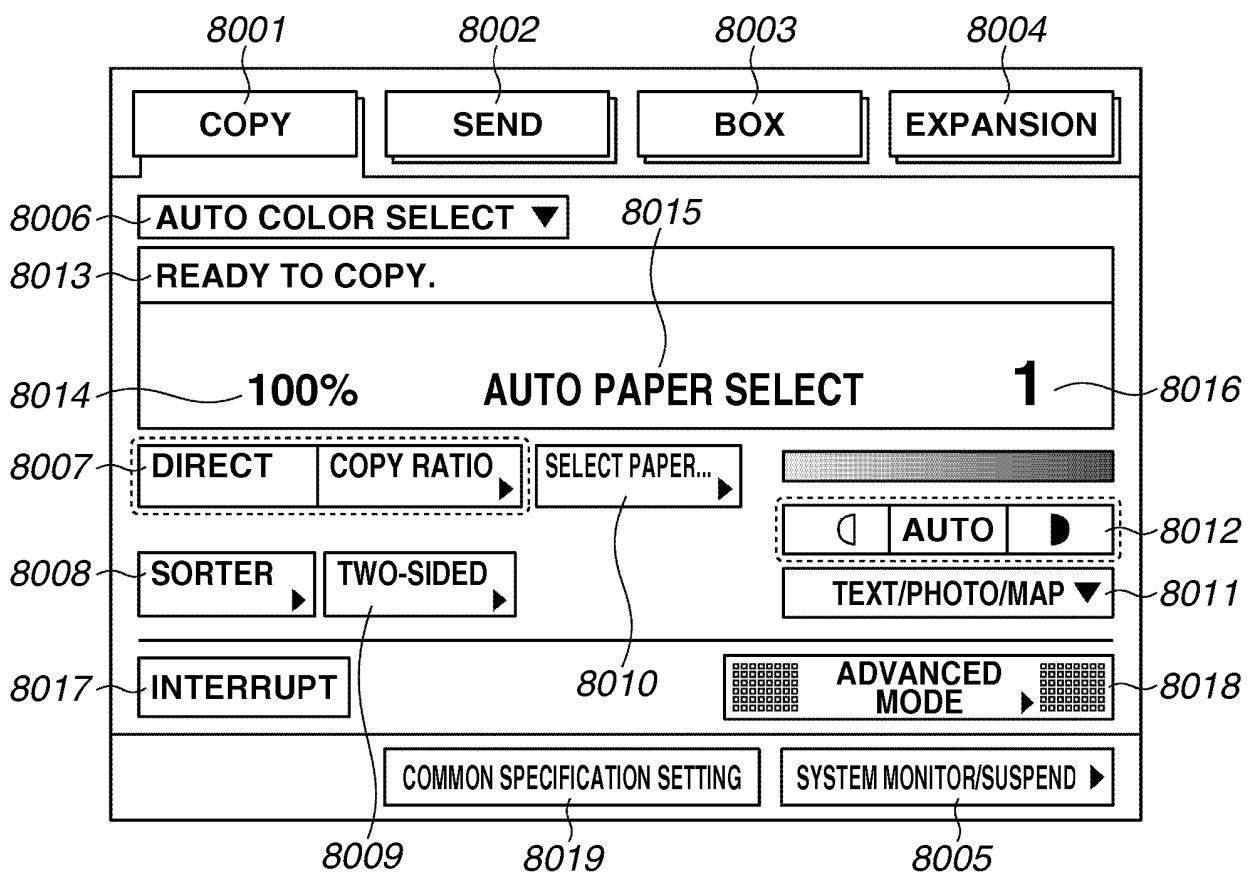 8001 8002 8003 8004
COPY SEND BOX EXPANSION
8006 AUTO COLOR SELECT ▼ 8015
8013 READY TO COPY.
8014 100% AUTO PAPER SELECT 1 8016
8007 DIRECT COPY RATIO SELECT PAPER...
AUTO 8012
8008 SORTER TWO-SIDED TEXT/PHOTO/MAP ▼ 8011
8017 INTERRUPT 8010 ADVANCED 8018
MODE
COMMON SPECIFICATION SETTING SYSTEM MONITOR/SUSPEND
8009 8019 8005